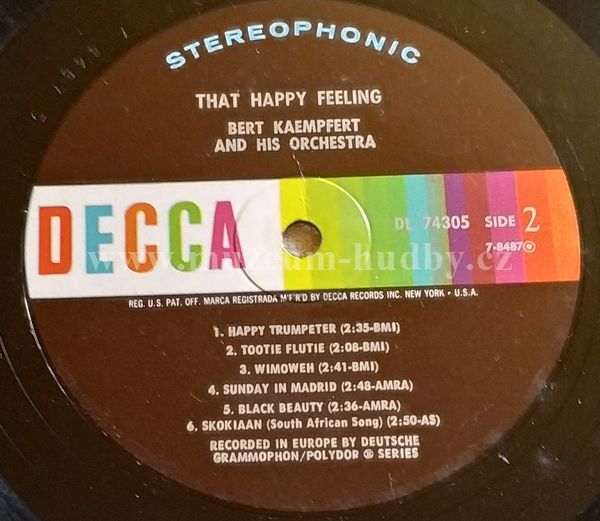 STEREOPHONIC
THAT HAPPY FEELING
BERT KAEMPFERT
AND HIS ORCHESTRA
DECCA
DL 74305 SIDE 2
7-8487
www.muzeum-hudby.cz
REG. U.S. PAT. OFF. MARCA REGISTRADA M'F'R'D BY DECCA RECORDS INC. NEW YORK • U.S.A.
1. HAPPY TRUMPETER (2:35-BMI)
2. TOOTIE FLUTIE (2:08-BMI)
3. WIMOWEH (2:41-BMI)
4. SUNDAY IN MADRID (2:48-AMRA)
5. BLACK BEAUTY (2:36-AMRA)
6. SKOKIAAN (South African Song) (2:50-AS)
RECORDED IN EUROPE BY DEUTSCHE
GRAMMOPHON/POLYDOR ® SERIES